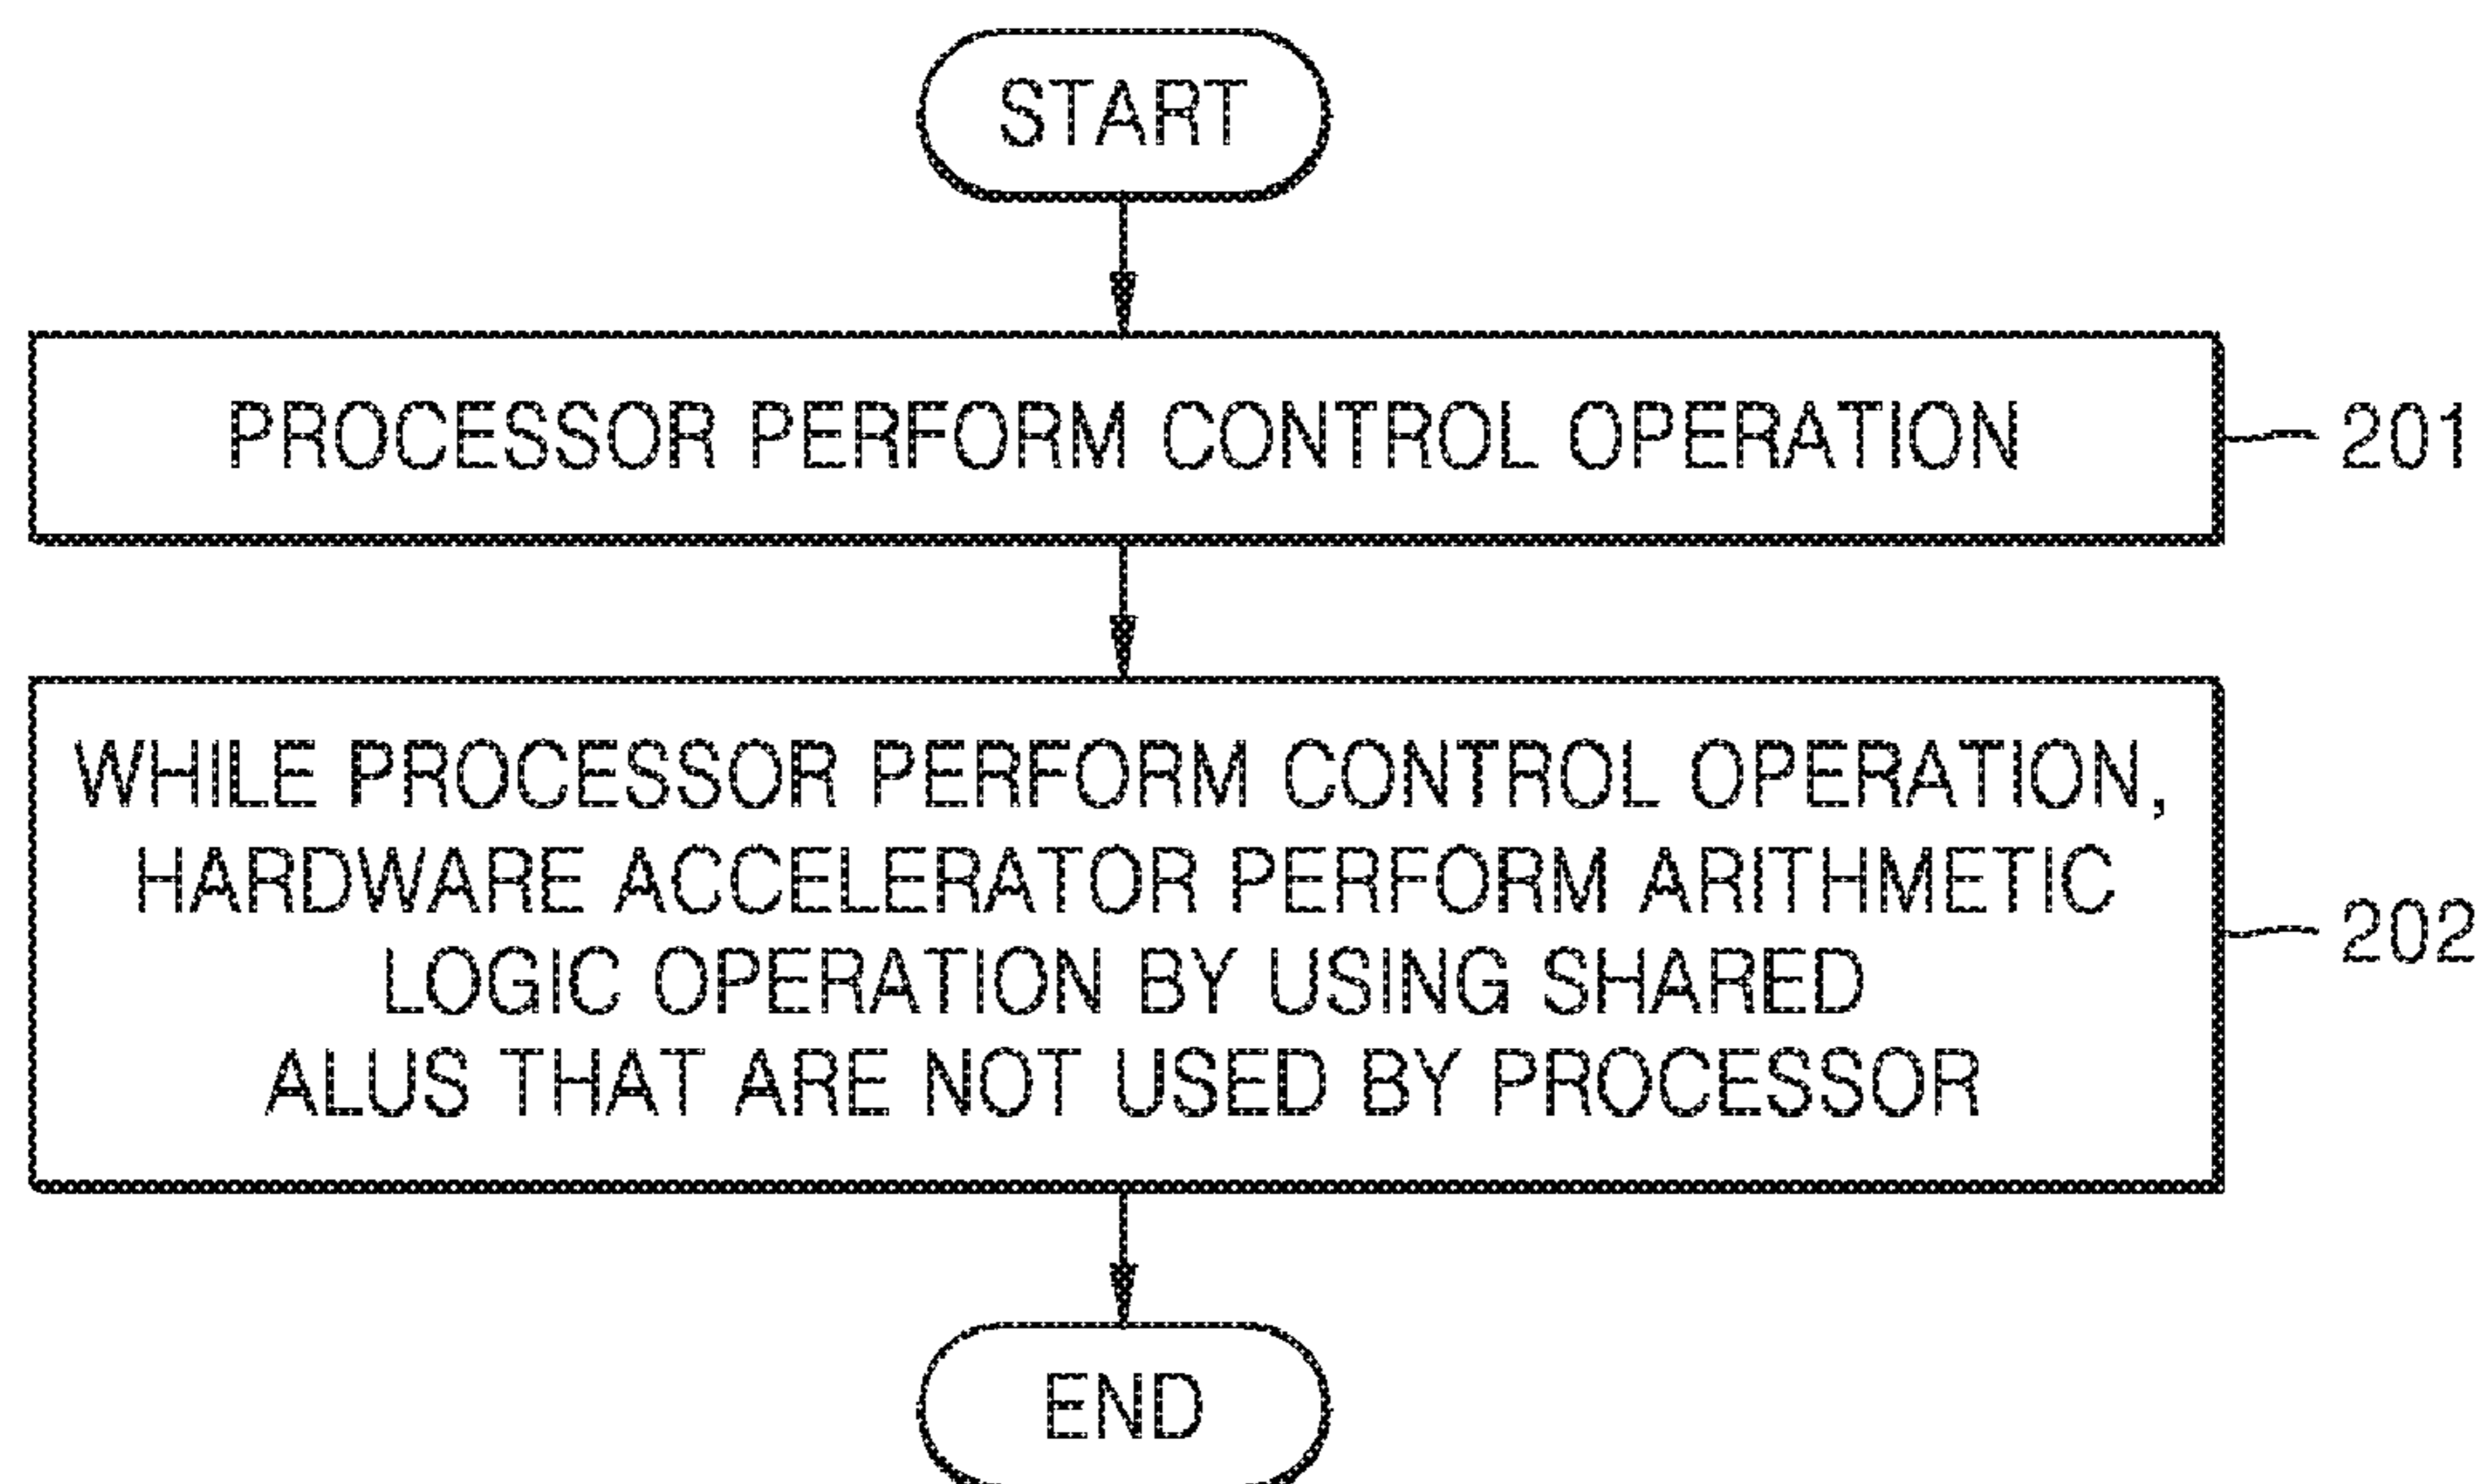 START
PROCESSOR PERFORM CONTROL OPERATION
201
WHILE PROCESSOR PERFORM CONTROL OPERATION,
HARDWARE ACCELERATOR PERFORM ARITHMETIC
LOGIC OPERATION BY USING SHARED
ALUS THAT ARE NOT USED BY PROCESSOR
202
END